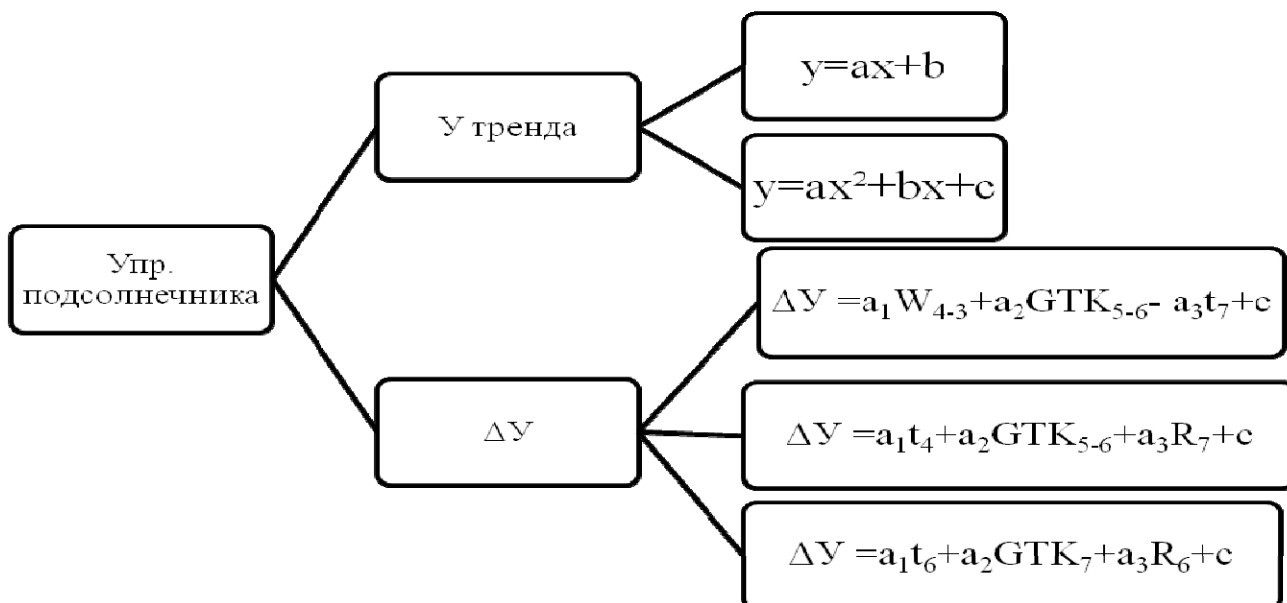 y=ax+b
У тренда
y=ax²+bx+c
Упр.
подсолнечника
ΔУ =a₁W₄₋₃+a₂GTK₅₋₆- a₃t₇+c
ΔУ
ΔУ =a₁t₄+a₂GTK₅₋₆+a₃R₇+c
ΔУ =a₁t₆+a₂GTK₇+a₃R₆+c